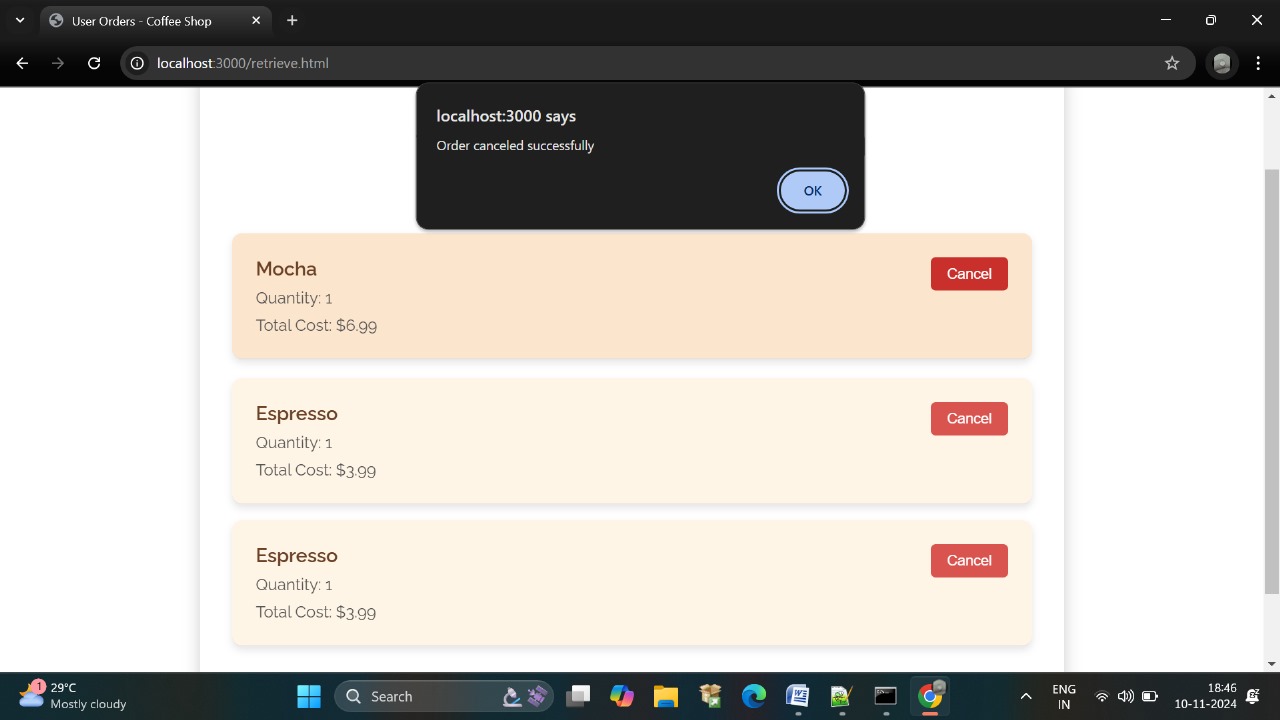 User Orders - Coffee Shop
localhost:3000/retrieve.html
localhost:3000 says
Order canceled successfully
OK
Mocha
Cancel
Quantity: 1
Total Cost: $6.99
Espresso
Cancel
Quantity: 1
Total Cost: $3.99
Espresso
Cancel
Quantity: 1
Total Cost: $3.99
1
29°C
Mostly cloudy
Search
ENG
IN
18:46
10-11-2024